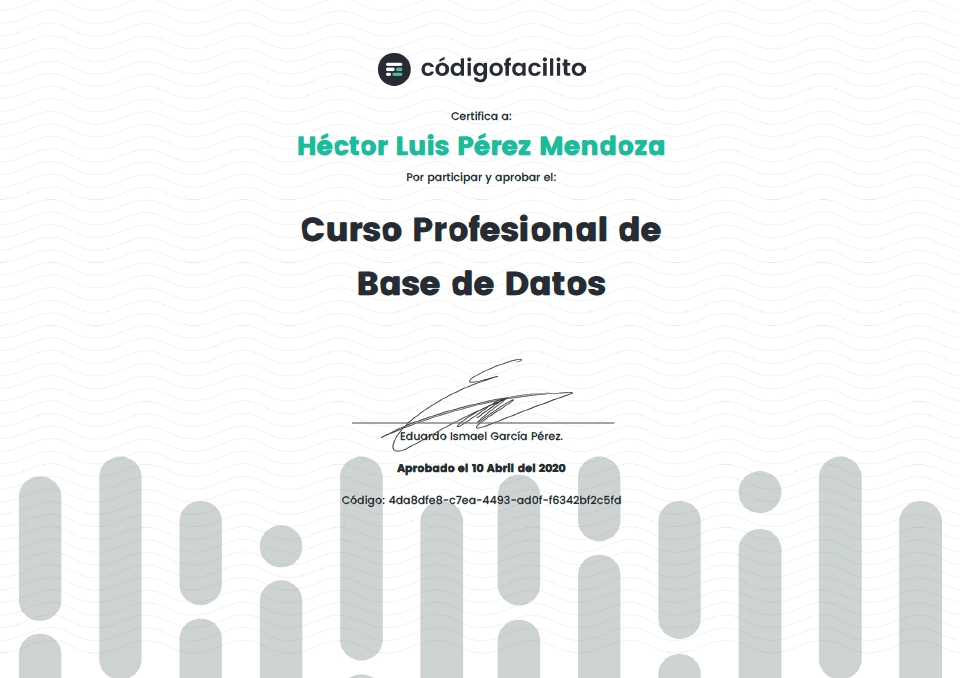 códigofacilito
Certifica a:
Héctor Luis Pérez Mendoza
Por participar y aprobar el:
Curso Profesional de
Base de Datos
Eduardo Ismael García Pérez.
Aprobado el 10 Abril del 2020
Código: 4da8dfe8-c7ea-4493-ad0f-f6342bf2c5fd